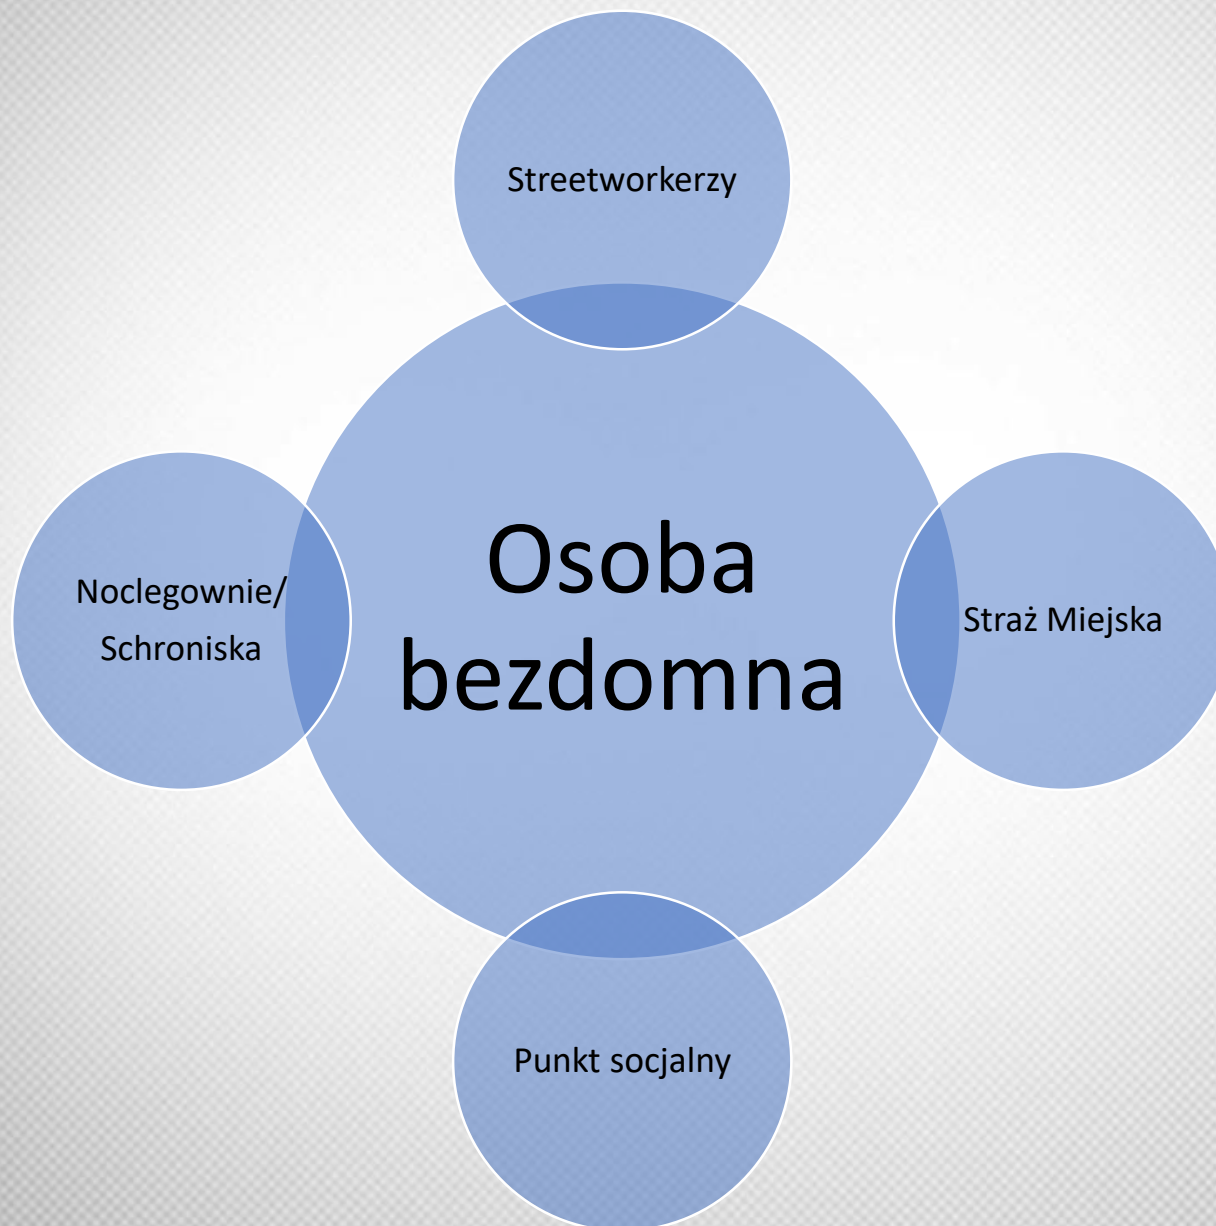 Streetworkerzy
Noclegownie/
Schroniska
Osoba
bezdomna
Straż Miejska
Punkt socjalny